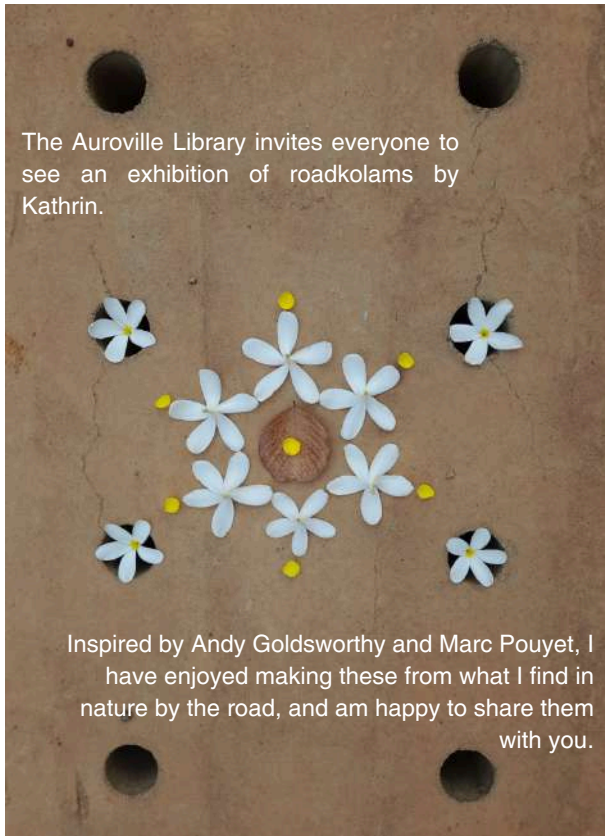 The Auroville Library invites everyone to
see an exhibition of roadkolams by
Kathrin.
Inspired by Andy Goldsworthy and Marc Pouyet, I
have enjoyed making these from what I find in
nature by the road, and am happy to share them
with you.